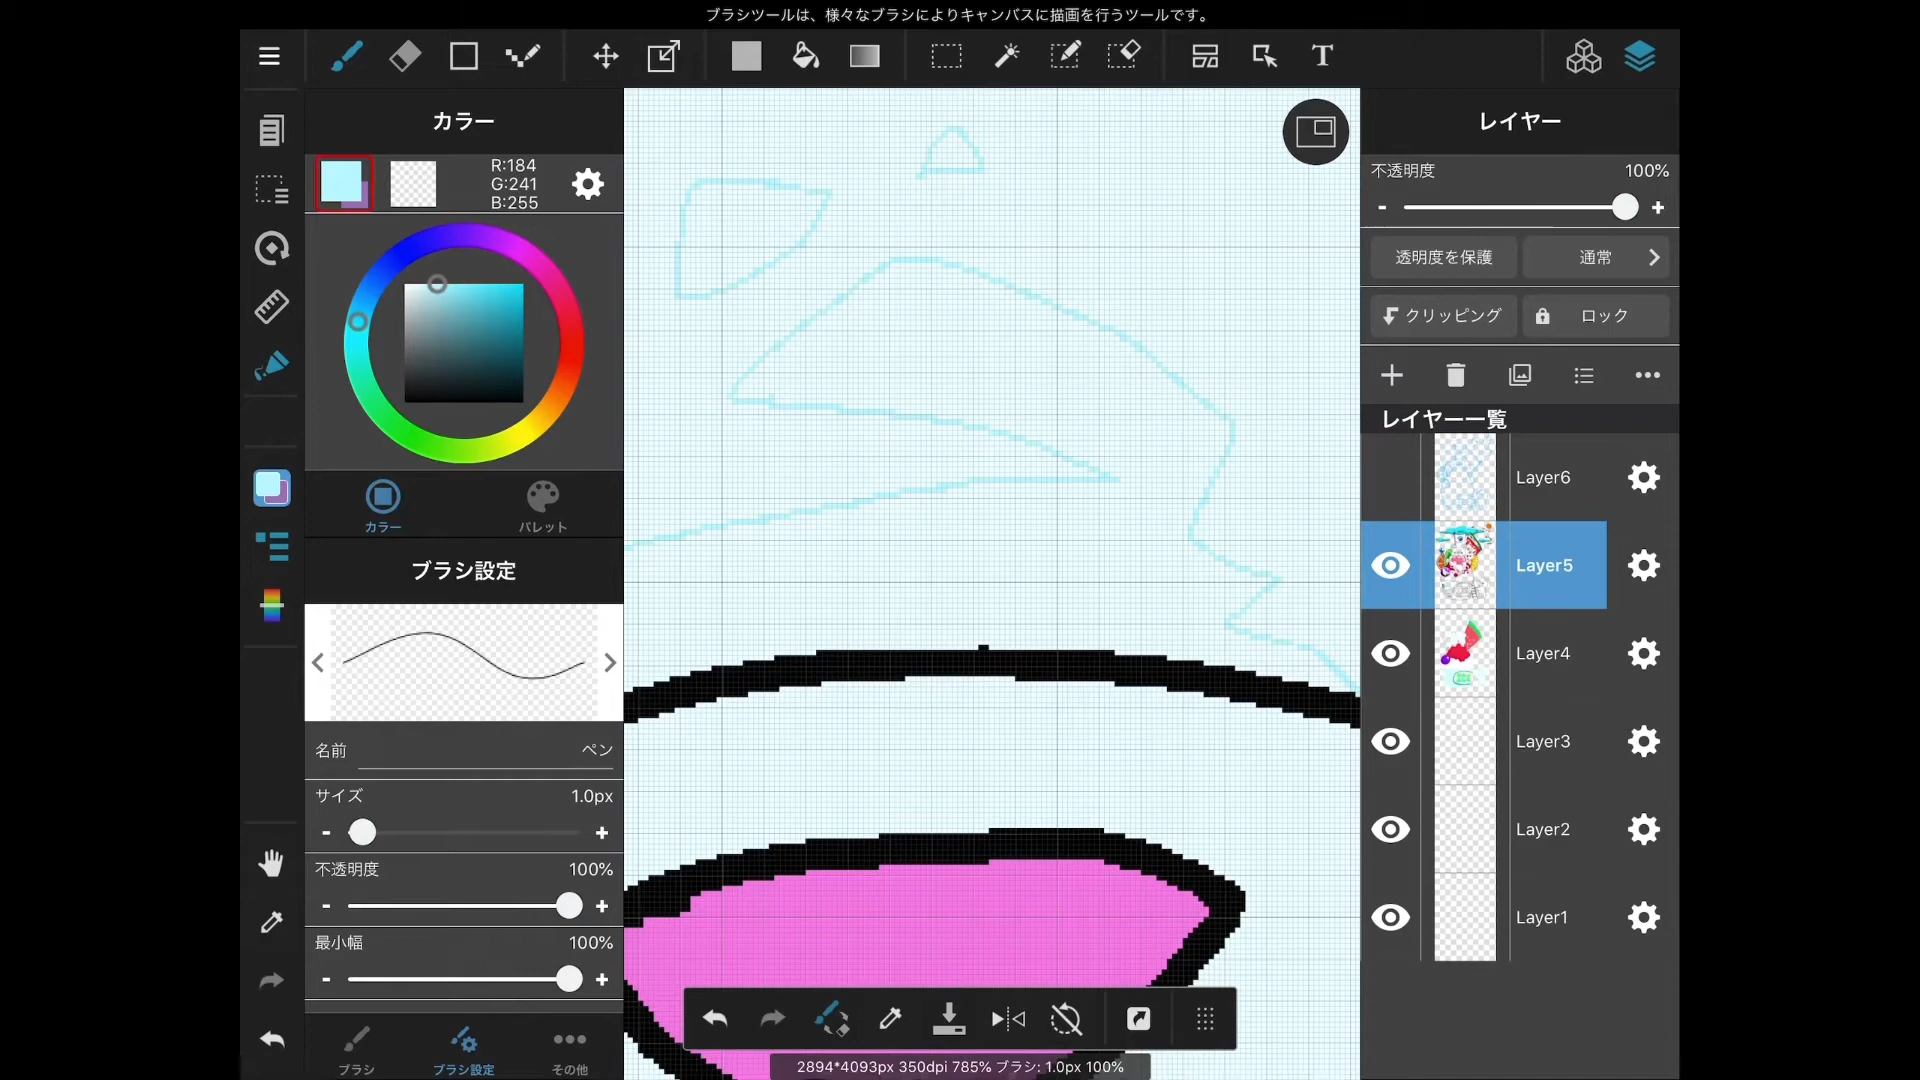 ブラシツールは、様々なブラシによりキャンバスに描画を行うツールです。
T
カラー
R:184
G:241
B:255
カラー
パレット
ブラシ設定
名前 ペン
サイズ 1.0px
- +
不透明度 100%
- +
最小幅 100%
- +
ブラシ
ブラシ設定
その他
2894*4093px 350dpi 785% ブラシ: 1.0px 100%
レイヤー
不透明度 100%
- +
透明度を保護
通常
クリッピング
ロック
レイヤー一覧
Layer6
Layer5
Layer4
Layer3
Layer2
Layer1